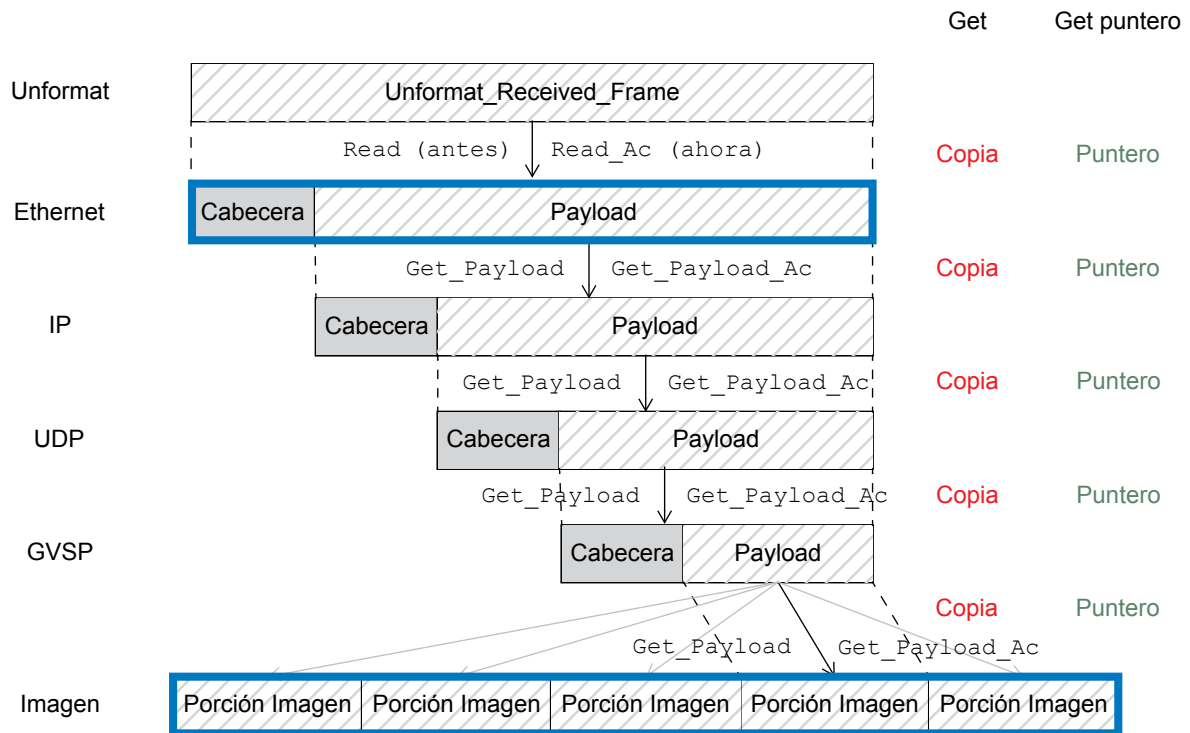 Get Get puntero
Unformat Unformat_Received_Frame
Read (antes) Read_Ac (ahora) Copia Puntero
Ethernet Cabecera Payload
Get_Payload Get_Payload_Ac Copia Puntero
IP Cabecera Payload
Get_Payload Get_Payload_Ac Copia Puntero
UDP Cabecera Payload
Get_Payload Get_Payload_Ac Copia Puntero
GVSP Cabecera Payload
Copia Puntero
Get_Payload Get_Payload_Ac
Imagen Porción Imagen Porción Imagen Porción Imagen Porción Imagen Porción Imagen